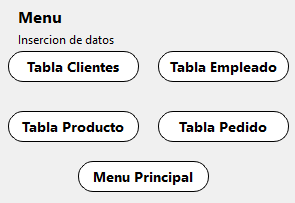 Menu
Insercion de datos
Tabla Clientes
Tabla Empleado
Tabla Producto
Tabla Pedido
Menu Principal